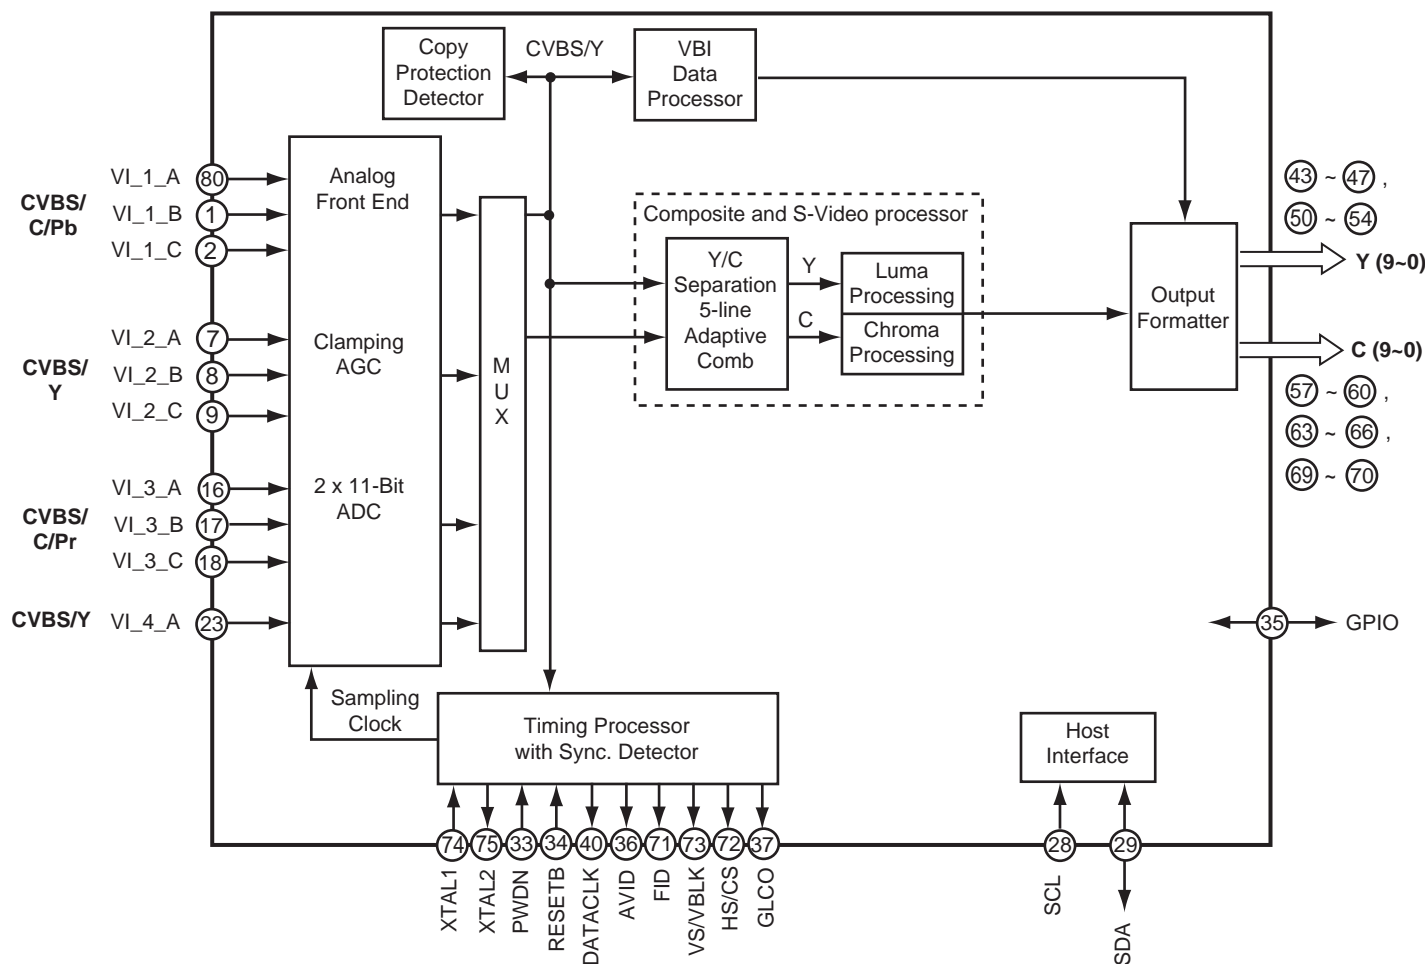 Copy
Protection
Detector
CVBS/Y
VBI
Data
Processor
CVBS/
C/Pb
VI_1_A
80
VI_1_B
1
VI_1_C
2
CVBS/
Y
VI_2_A
7
VI_2_B
8
VI_2_C
9
CVBS/
C/Pr
VI_3_A
16
VI_3_B
17
VI_3_C
18
CVBS/Y
VI_4_A
23
Analog
Front End
Clamping
AGC
2 x 11-Bit
ADC
M
U
X
Composite and S-Video processor
Y/C
Separation
5-line
Adaptive
Comb
Y
C
Luma
Processing
Chroma
Processing
Output
Formatter
43 ~ 47 ,
50 ~ 54
Y (9~0)
C (9~0)
57 ~ 60 ,
63 ~ 66 ,
69 ~ 70
35
GPIO
Sampling
Clock
Timing Processor
with Sync. Detector
Host
Interface
74
75
33
34
40
36
71
73
72
37
28
29
XTAL1
XTAL2
PWDN
RESETB
DATACLK
AVID
FID
VS/VBLK
HS/CS
GLCO
SCL
SDA